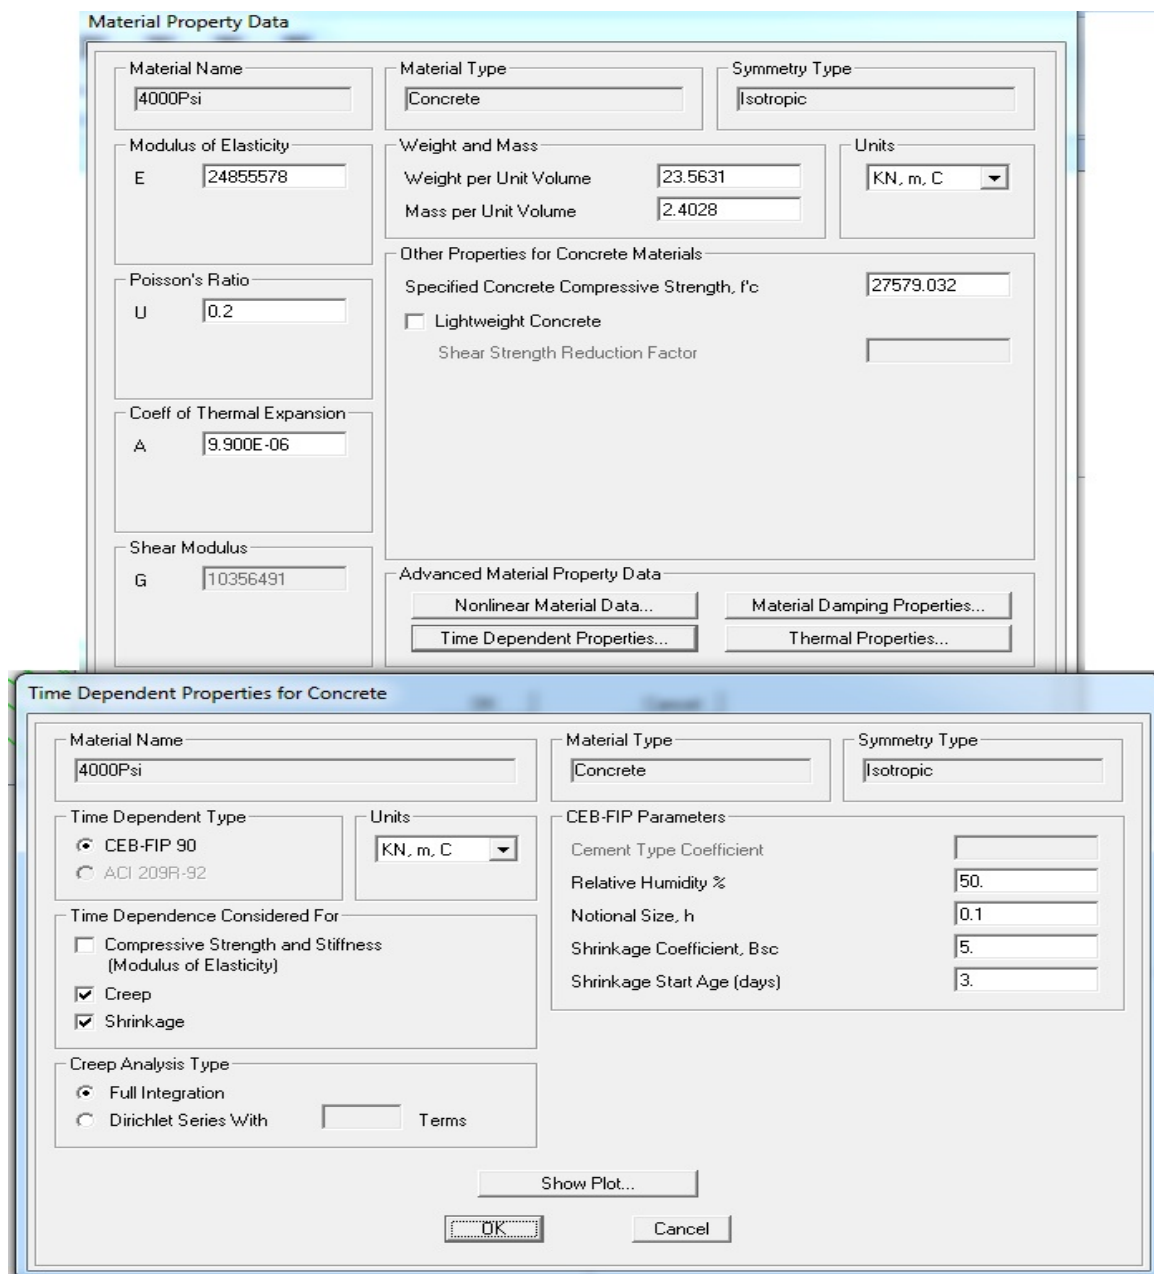 Material Property Data
Material Name
4000Psi
Material Type
Concrete
Symmetry Type
Isotropic
Modulus of Elasticity
E 24855578
Weight and Mass
Weight per Unit Volume 23.5631
Mass per Unit Volume 2.4028
Units
KN, m, C
Poisson's Ratio
U 0.2
Other Properties for Concrete Materials
Specified Concrete Compressive Strength, f'c 27579.032
Lightweight Concrete
Shear Strength Reduction Factor
Coeff of Thermal Expansion
A 9.900E-06
Shear Modulus
G 10356491
Advanced Material Property Data
Nonlinear Material Data... Material Damping Properties...
Time Dependent Properties... Thermal Properties...
Time Dependent Properties for Concrete
Material Name
4000Psi
Material Type
Concrete
Symmetry Type
Isotropic
Time Dependent Type
CEB-FIP 90
ACI 209R-92
Units
KN, m, C
CEB-FIP Parameters
Cement Type Coefficient
Relative Humidity % 50.
Notional Size, h 0.1
Shrinkage Coefficient, Bsc 5.
Shrinkage Start Age (days) 3.
Time Dependence Considered For
Compressive Strength and Stiffness
(Modulus of Elasticity)
Creep
Shrinkage
Creep Analysis Type
Full Integration
Dirichlet Series With Terms
Show Plot...
OK Cancel